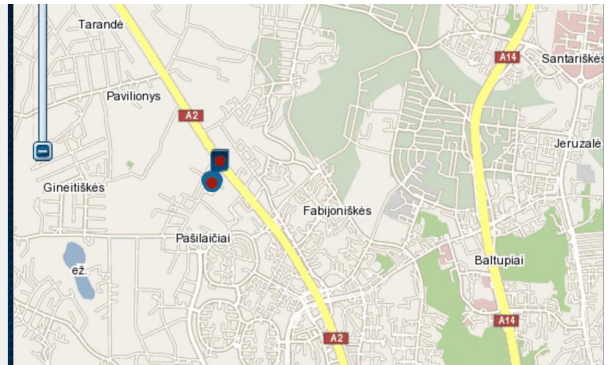 Tarandė
A14
Santariškės
Pavilionys
A2
Jeruzalė
Gineitiškės
Fabijoniškės
Pašilaičiai
Baltupiai
ež.
A14
A2